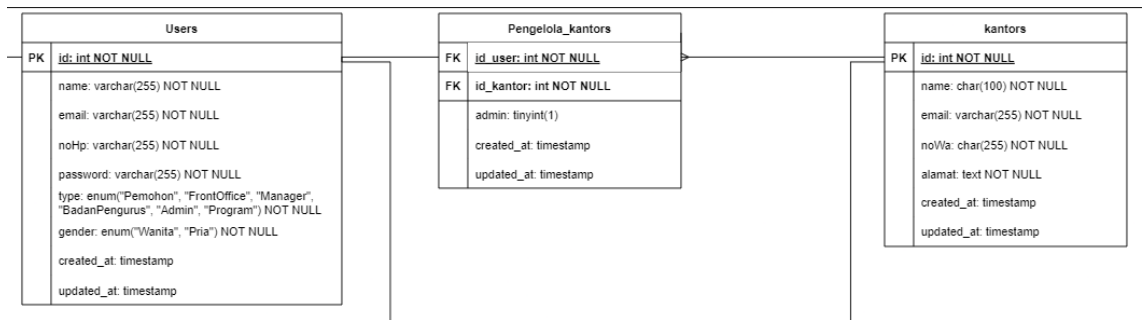 Users
PK id: int NOT NULL
name: varchar(255) NOT NULL
email: varchar(255) NOT NULL
noHp: varchar(255) NOT NULL
password: varchar(255) NOT NULL
type: enum("Pemohon", "FrontOffice", "Manager",
"BadanPengurus", "Admin", "Program") NOT NULL
gender: enum("Wanita", "Pria") NOT NULL
created_at: timestamp
updated_at: timestamp
Pengelola_kantors
FK id_user: int NOT NULL
FK id_kantor: int NOT NULL
admin: tinyint(1)
created_at: timestamp
updated_at: timestamp
kantors
PK id: int NOT NULL
name: char(100) NOT NULL
email: varchar(255) NOT NULL
noWa: char(255) NOT NULL
alamat: text NOT NULL
created_at: timestamp
updated_at: timestamp